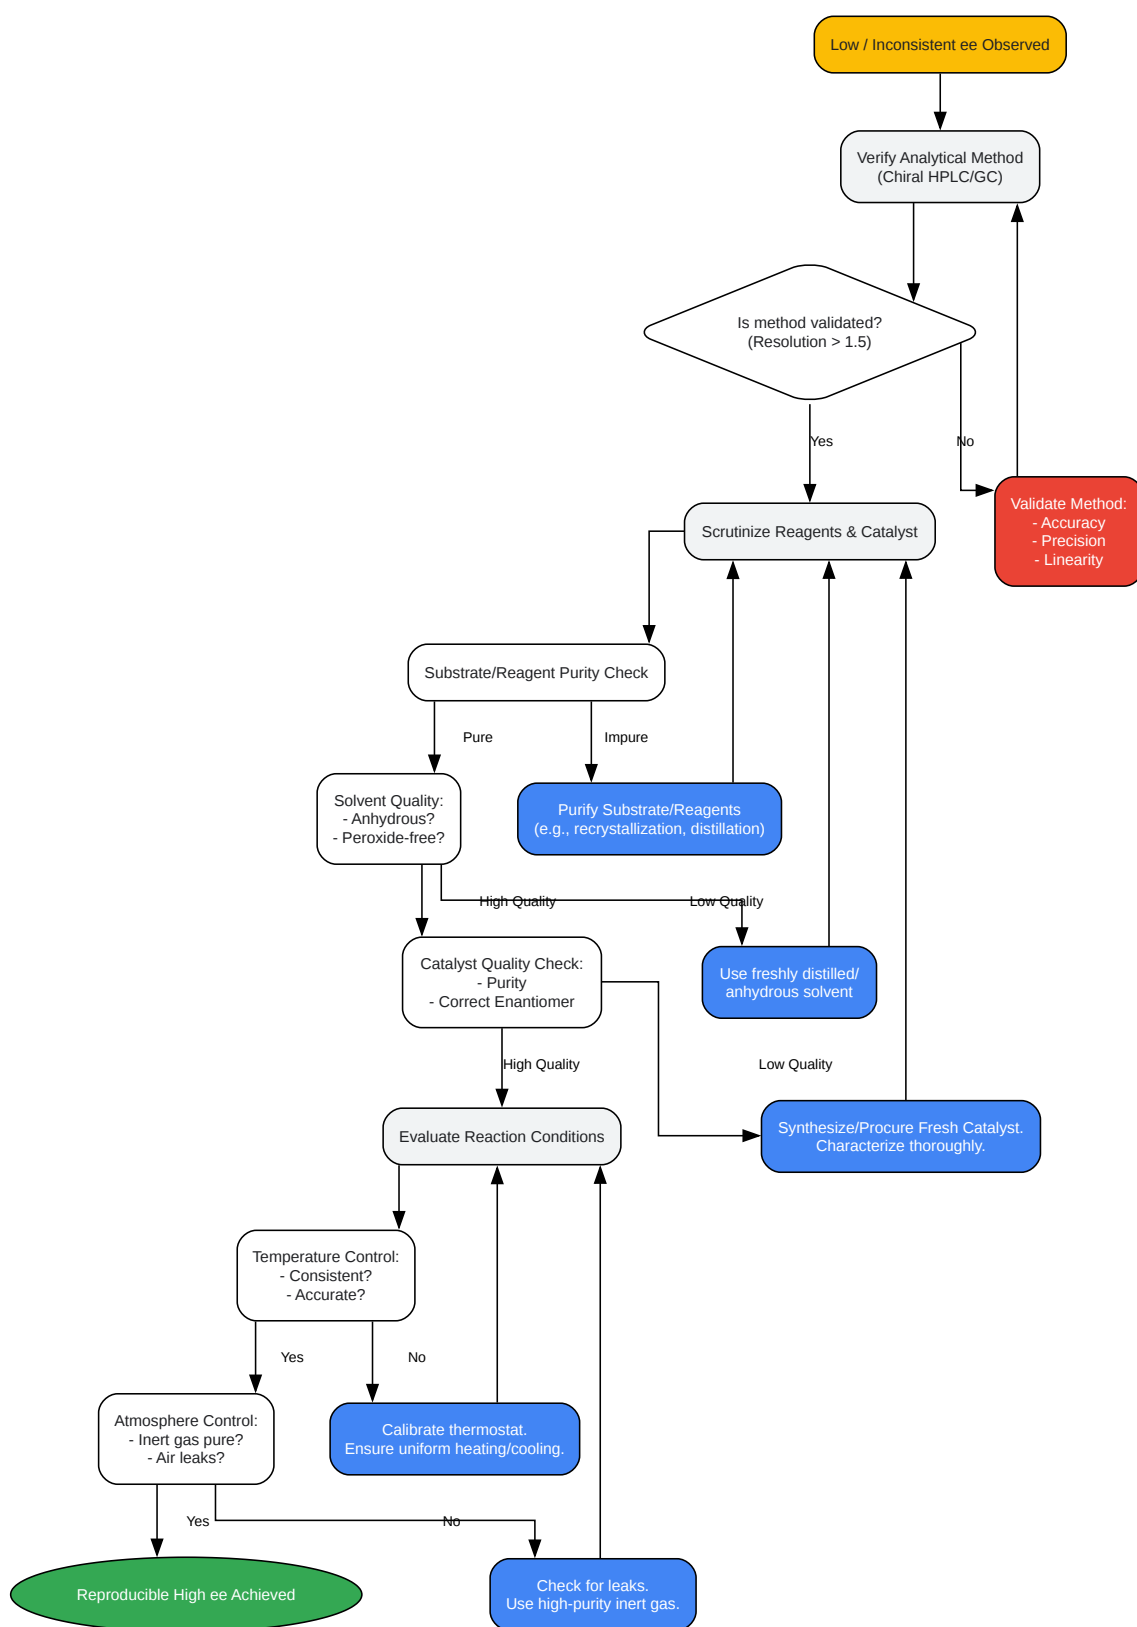 Low / Inconsistent ee Observed
Verify Analytical Method
(Chiral HPLC/GC)
Is method validated?
(Resolution > 1.5)
Yes
No
Validate Method:
- Accuracy
- Precision
- Linearity
Scrutinize Reagents & Catalyst
Substrate/Reagent Purity Check
Pure
Impure
Solvent Quality:
- Anhydrous?
- Peroxide-free?
Purify Substrate/Reagents
(e.g., recrystallization, distillation)
High Quality
Low Quality
Catalyst Quality Check:
- Purity
- Correct Enantiomer
Use freshly distilled/
anhydrous solvent
High Quality
Low Quality
Evaluate Reaction Conditions
Synthesize/Procure Fresh Catalyst.
Characterize thoroughly.
Temperature Control:
- Consistent?
- Accurate?
Yes
No
Atmosphere Control:
- Inert gas pure?
- Air leaks?
Calibrate thermostat.
Ensure uniform heating/cooling.
Yes
No
Reproducible High ee Achieved
Check for leaks.
Use high-purity inert gas.